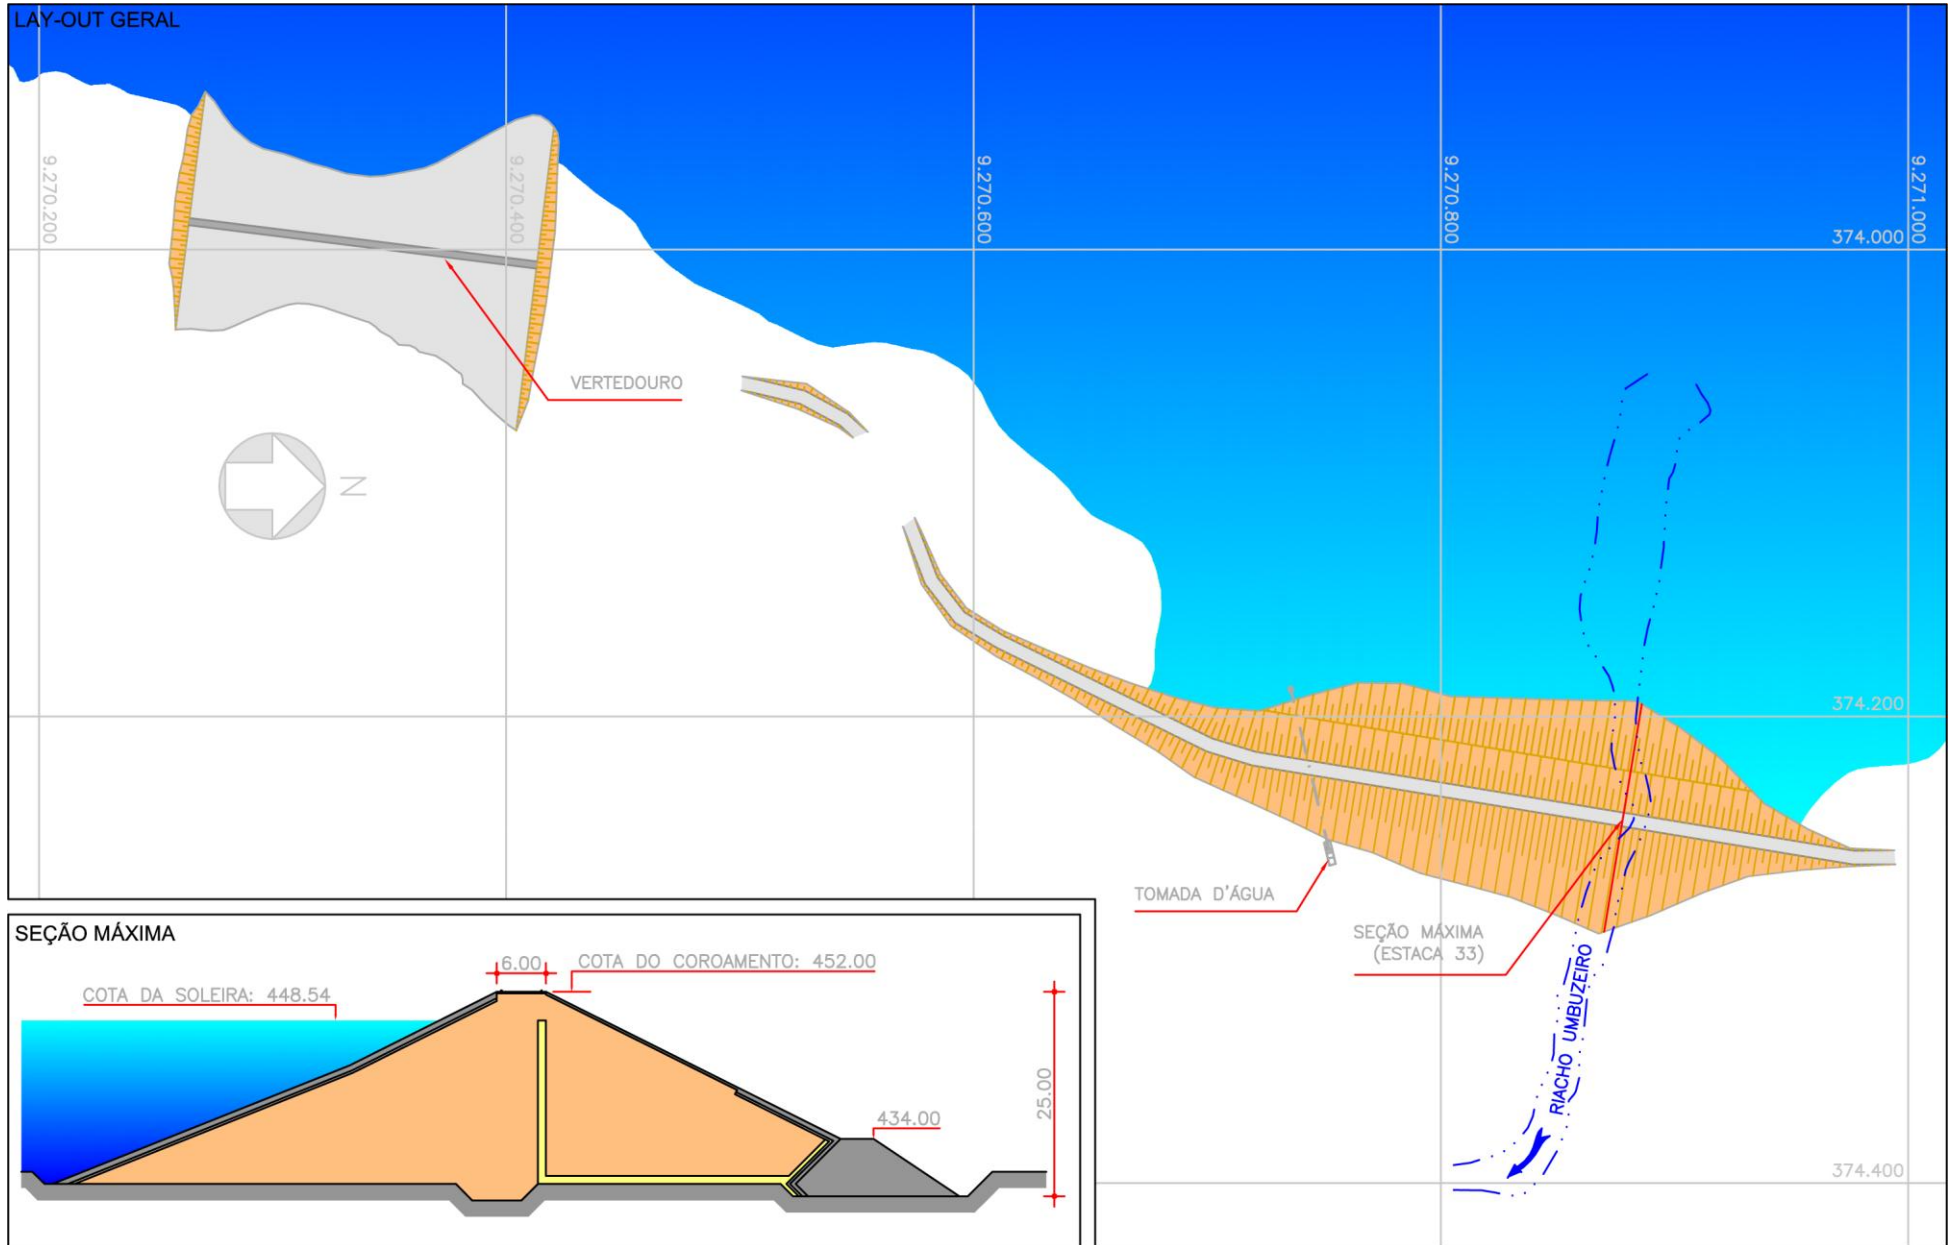 LAY-OUT GERAL
9.270.200
9.270.400
9.270.600
9.270.800
9.271.000
374.000
VERTEDOURO
N
374.200
TOMADA D'ÁGUA
SEÇÃO MÁXIMA
(ESTACA 33)
RIACHO UMBUZEIRO
374.400
SEÇÃO MÁXIMA
6.00
COTA DO COROAMENTO: 452.00
COTA DA SOLEIRA: 448.54
25.00
434.00